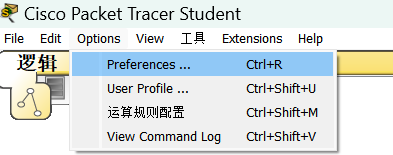 Cisco Packet Tracer Student
File Edit Options View 工具 Extensions Help
逻辑
Preferences ... Ctrl+R
User Profile ... Ctrl+Shift+U
运算规则配置 Ctrl+Shift+M
View Command Log Ctrl+Shift+V